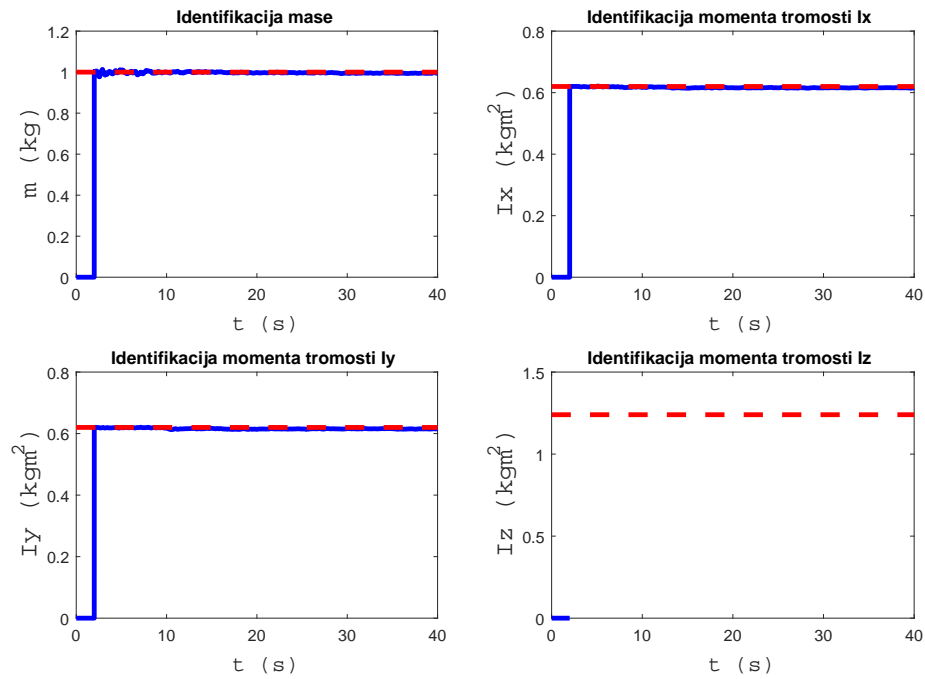 Identifikacija mase
1.2
1
0.8
0.6
0.4
0.2
0
m (kg)
0 10 20 30 40
t (s)
Identifikacija momenta tromosti Ix
0.8
0.6
0.4
0.2
0
Ix (kgm²)
0 10 20 30 40
t (s)
Identifikacija momenta tromosti Iy
0.8
0.6
0.4
0.2
0
Iy (kgm²)
0 10 20 30 40
t (s)
Identifikacija momenta tromosti Iz
1.5
1
0.5
0
Iz (kgm²)
0 10 20 30 40
t (s)